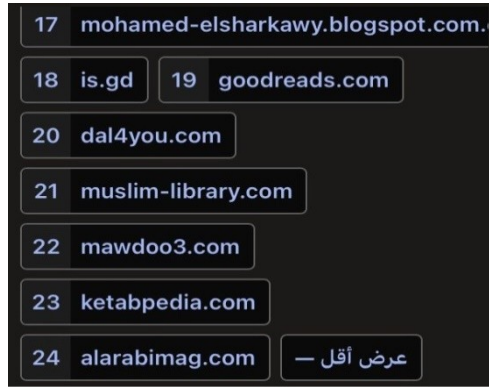 17 mohamed-elsharkawy.blogspot.com.
18 is.gd 19 goodreads.com
20 dal4you.com
21 muslim-library.com
22 mawdoo3.com
23 ketabpedia.com
24 alarabimag.com عرض أقل —